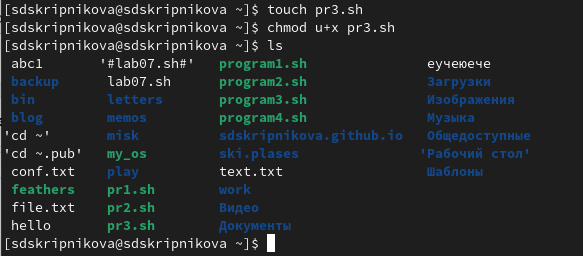 [sdskripnikova@sdskripnikova ~]$ touch pr3.sh
[sdskripnikova@sdskripnikova ~]$ chmod u+x pr3.sh
[sdskripnikova@sdskripnikova ~]$ ls
abc1 '#lab07.sh#' program1.sh еучеюече
backup lab07.sh program2.sh Загрузки
bin letters program3.sh Изображения
blog memos program4.sh Музыка
'cd ~' misk sdskripnikova.github.io Общедоступные
'cd ~.pub' my_os ski.plases 'Рабочий стол'
conf.txt play text.txt Шаблоны
feathers pr1.sh work
file.txt pr2.sh Видео
hello pr3.sh Документы
[sdskripnikova@sdskripnikova ~]$